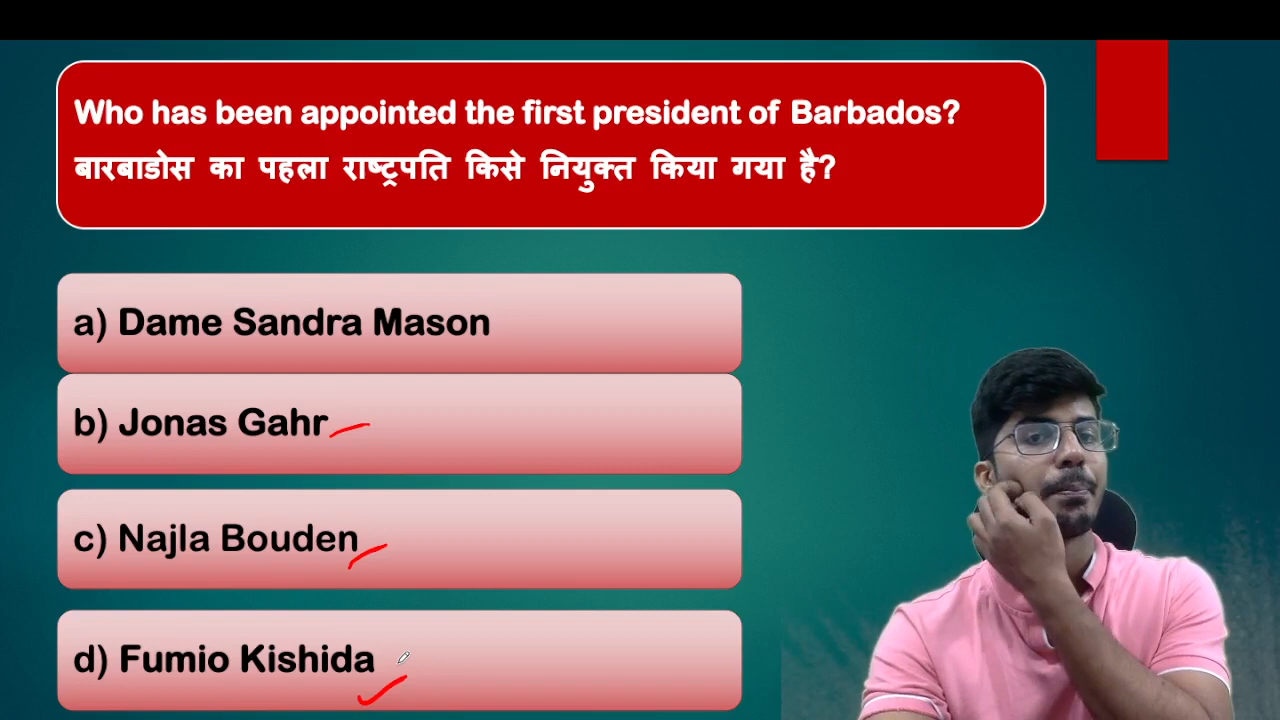 Who has been appointed the first president of Barbados?
बारबाडोस का पहला राष्ट्रपति किसे नियुक्त किया गया है?
a) Dame Sandra Mason
b) Jonas Gahr
c) Najla Bouden
d) Fumio Kishida